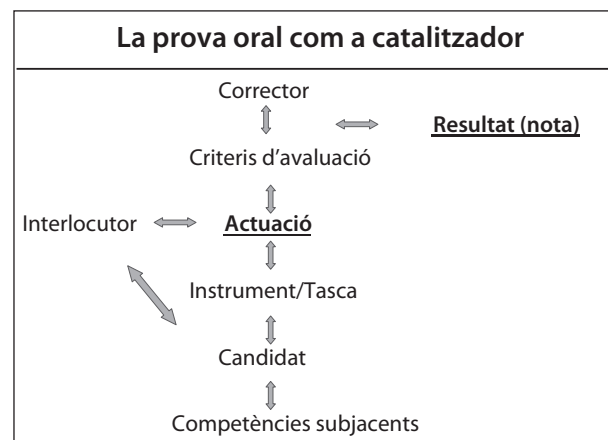 La prova oral com a catalitzador
Corrector
Resultat (nota)
Criteris d’avaluació
Interlocutor
Actuació
Instrument/Tasca
Candidat
Competències subjacents